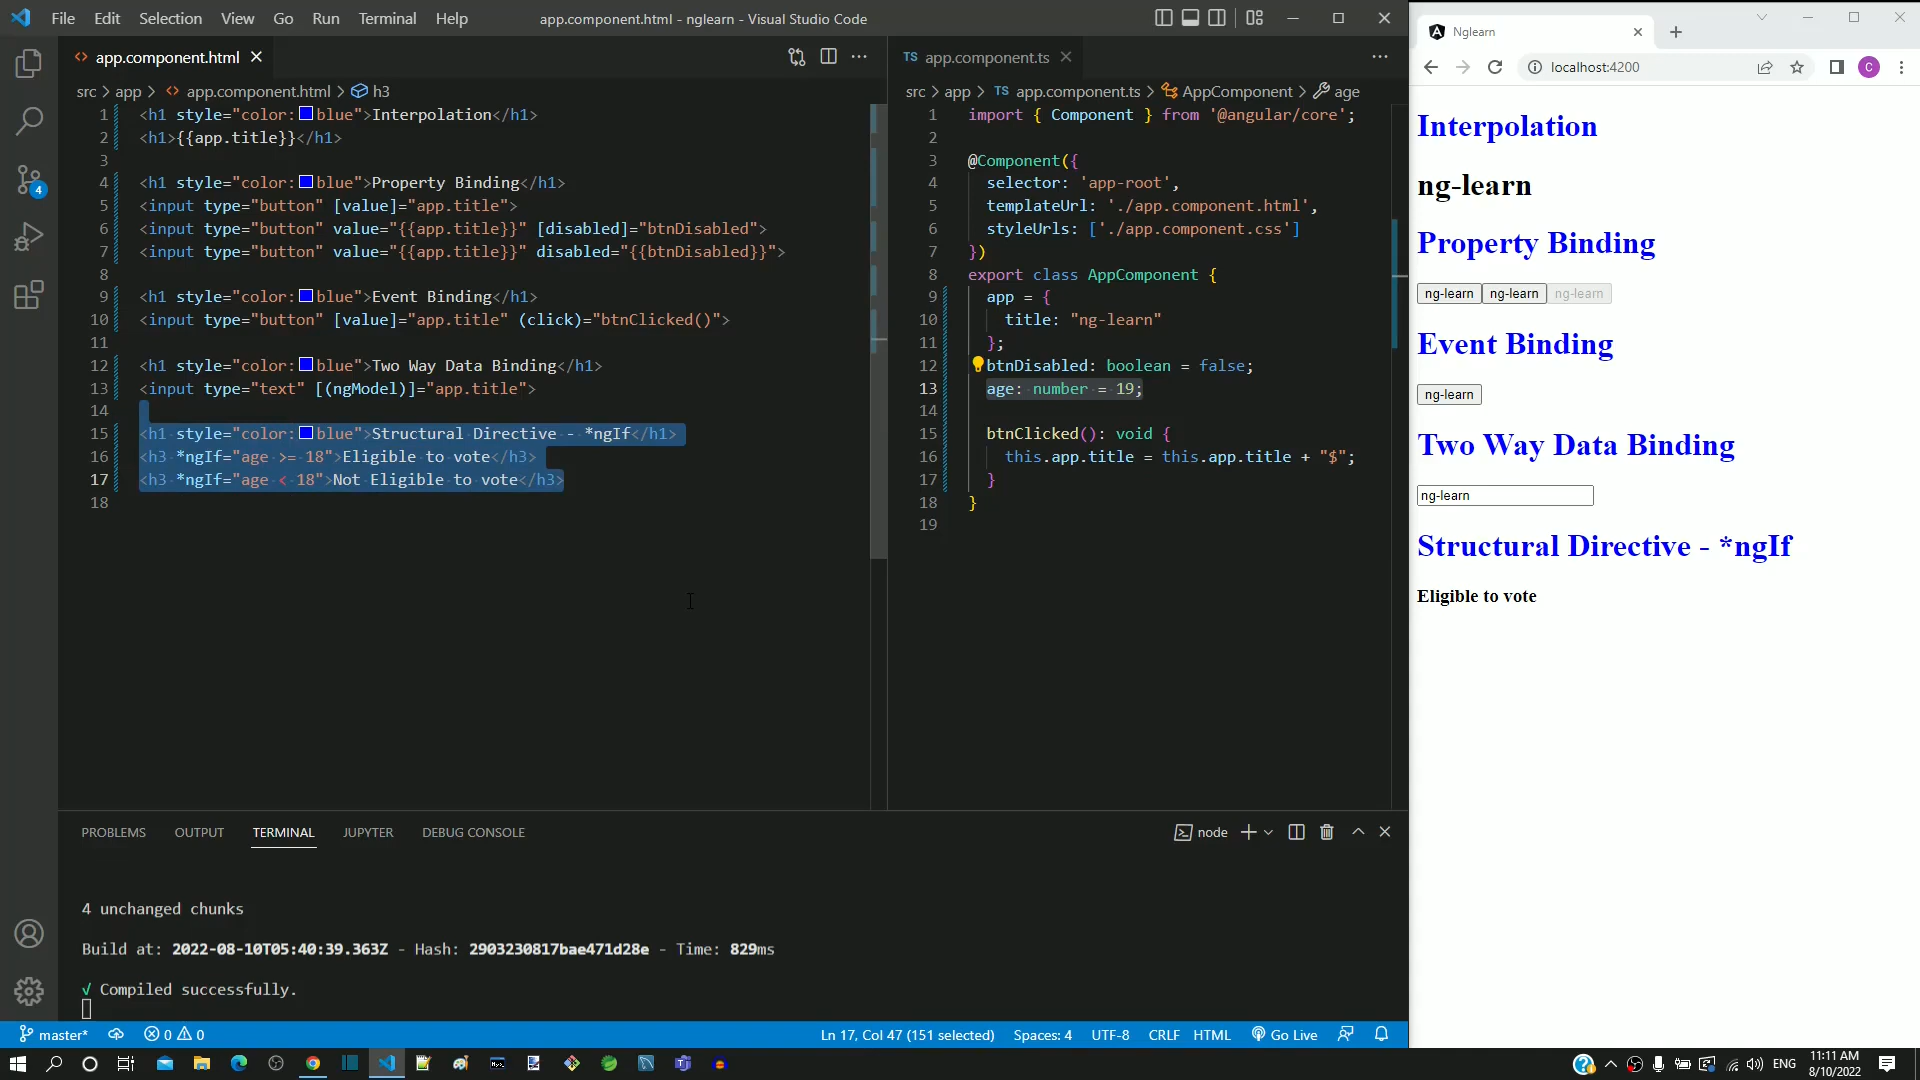 File Edit Selection View Go Run Terminal Help
app.component.html - nglearn - Visual Studio Code
app.component.html
src > app > app.component.html > h3
1 <h1 style="color:blue">Interpolation</h1>
2 <h1>{{app.title}}</h1>
3
4 <h1 style="color:blue">Property Binding</h1>
5 <input type="button" [value]="app.title">
6 <input type="button" value="{{app.title}}" [disabled]="btnDisabled">
7 <input type="button" value="{{app.title}}" disabled="{{btnDisabled}}">
8
9 <h1 style="color:blue">Event Binding</h1>
10 <input type="button" [value]="app.title" (click)="btnClicked()">
11
12 <h1 style="color:blue">Two Way Data Binding</h1>
13 <input type="text" [(ngModel)]="app.title">
14
15 <h1 style="color:blue">Structural Directive - *ngIf</h1>
16 <h3 *ngIf="age >= 18">Eligible to vote</h3>
17 <h3 *ngIf="age < 18">Not Eligible to vote</h3>
18
TS app.component.ts
src > app > TS app.component.ts > AppComponent > age
1 import { Component } from '@angular/core';
2
3 @Component({
4 selector: 'app-root',
5 templateUrl: './app.component.html',
6 styleUrls: ['./app.component.css']
7 })
8 export class AppComponent {
9 app = {
10 title: "ng-learn"
11 };
12 btnDisabled: boolean = false;
13 age: number = 19;
14
15 btnClicked(): void {
16 this.app.title = this.app.title + "$";
17 }
18 }
19
PROBLEMS OUTPUT TERMINAL JUPYTER DEBUG CONSOLE
node
4 unchanged chunks
Build at: 2022-08-10T05:40:39.363Z - Hash: 2903230817bae471d28e - Time: 829ms
√ Compiled successfully.
4
master* 0 0
Ln 17, Col 47 (151 selected) Spaces: 4 UTF-8 CRLF HTML Go Live
Nglearn
localhost:4200
C
Interpolation
ng-learn
Property Binding
ng-learn ng-learn ng-learn
Event Binding
ng-learn
Two Way Data Binding
ng-learn
Structural Directive - *ngIf
Eligible to vote
ENG
11:11 AM
8/10/2022